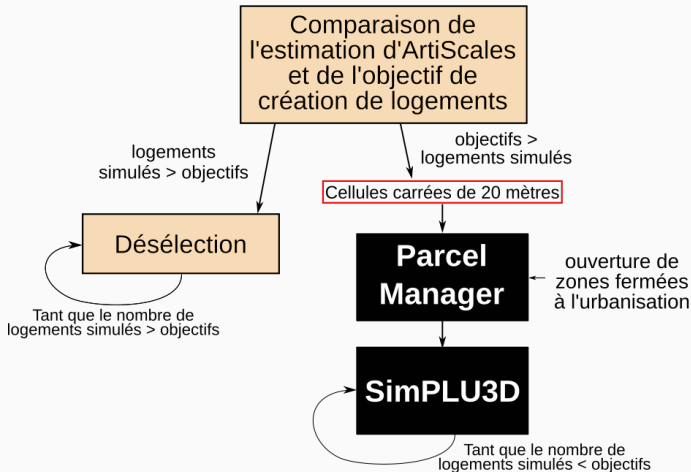 Comparaison de
l'estimation d'ArtiScales
et de l'objectif de
création de logements
logements
simulés > objectifs
objectifs >
logements simulés
Cellules carrées de 20 mètres
Désélection
Parcel
Manager
ouverture de
zones fermées
à l'urbanisation
Tant que le nombre de
logements simulés > objectifs
SimPLU3D
Tant que le nombre de
logements simulés < objectifs